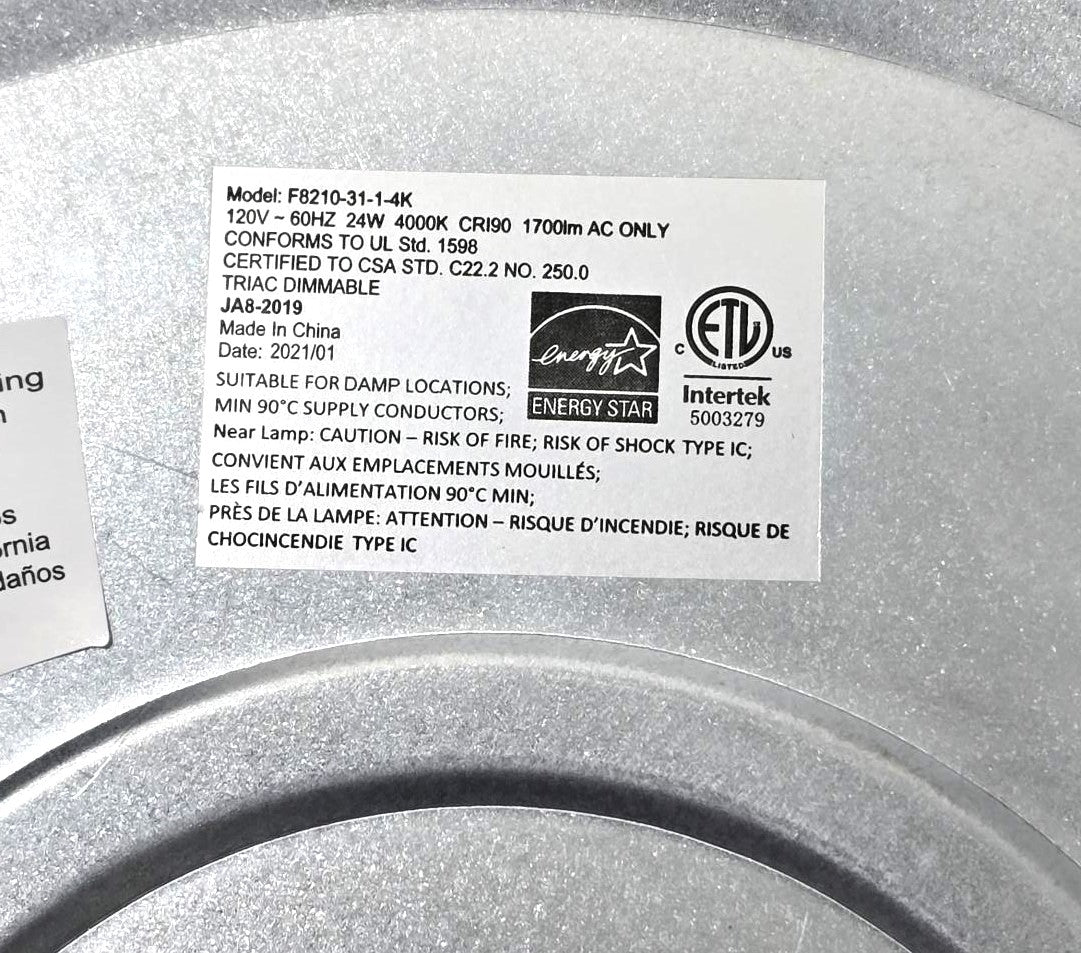 Model: F8210-31-1-4K
120V ~ 60HZ 24W 4000K CRI90 1700lm AC ONLY
CONFORMS TO UL Std. 1598
CERTIFIED TO CSA STD. C22.2 NO. 250.0
TRIAC DIMMABLE
JA8-2019
Made In China
Date: 2021/01
SUITABLE FOR DAMP LOCATIONS;
MIN 90°C SUPPLY CONDUCTORS;
energy
ENERGY STAR
ETL
C US
LISTED
Intertek
5003279
Near Lamp: CAUTION – RISK OF FIRE; RISK OF SHOCK TYPE IC;
CONVIENT AUX EMPLACEMENTS MOUILLÉS;
LES FILS D'ALIMENTATION 90°C MIN;
PRÈS DE LA LAMPE: ATTENTION – RISQUE D'INCENDIE; RISQUE DE
CHOCINCENDIE TYPE IC
daños